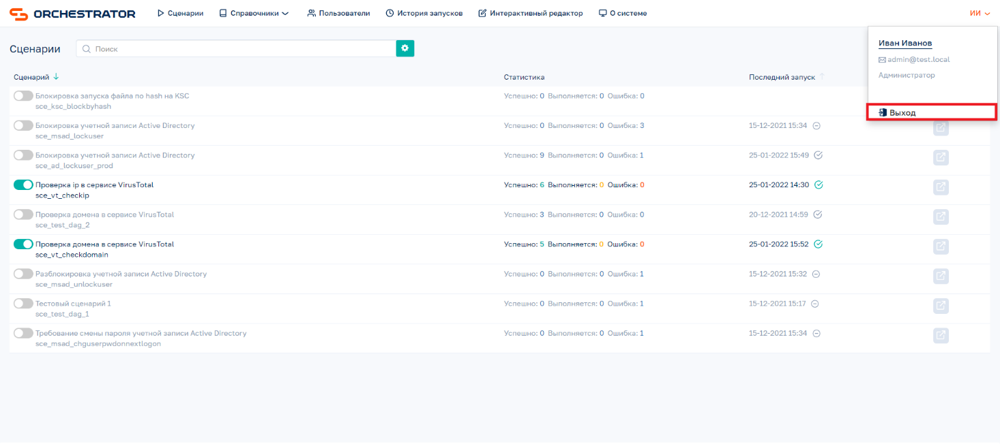 ORCHESTRATOR Сценарии Справочники Пользователи История запусков Интерактивный редактор О системе ИИ
Сценарии Поиск
Иван Иванов
admin@test.local
Администратор
Выход
Сценарий Статистика Последний запуск
Блокировка запуска файла по hash на KSC Успешно: 0 Выполняется: 0 Ошибка: 0
sce_ksc_blockbyhash
Блокировка учетной записи Active Directory Успешно: 0 Выполняется: 0 Ошибка: 3 15-12-2021 15:34
sce_msad_lockuser
Блокировка учетной записи Active Directory Успешно: 9 Выполняется: 0 Ошибка: 1 25-01-2022 15:49
sce_ad_lockuser_prod
Проверка ip в сервисе VirusTotal Успешно: 6 Выполняется: 0 Ошибка: 0 25-01-2022 14:30
sce_vt_checkip
Проверка домена в сервисе VirusTotal Успешно: 3 Выполняется: 0 Ошибка: 0 20-12-2021 14:59
sce_test_dag_2
Проверка домена в сервисе VirusTotal Успешно: 5 Выполняется: 0 Ошибка: 0 25-01-2022 15:52
sce_vt_checkdomain
Разблокировка учетной записи Active Directory Успешно: 0 Выполняется: 0 Ошибка: 1 15-12-2021 15:32
sce_msad_unlockuser
Тестовый сценарий 1 Успешно: 0 Выполняется: 0 Ошибка: 1 15-12-2021 15:17
sce_test_dag_1
Требование смены пароля учетной записи Active Directory Успешно: 0 Выполняется: 0 Ошибка: 1 15-12-2021 15:34
sce_msad_chguserpwdonnextlogon